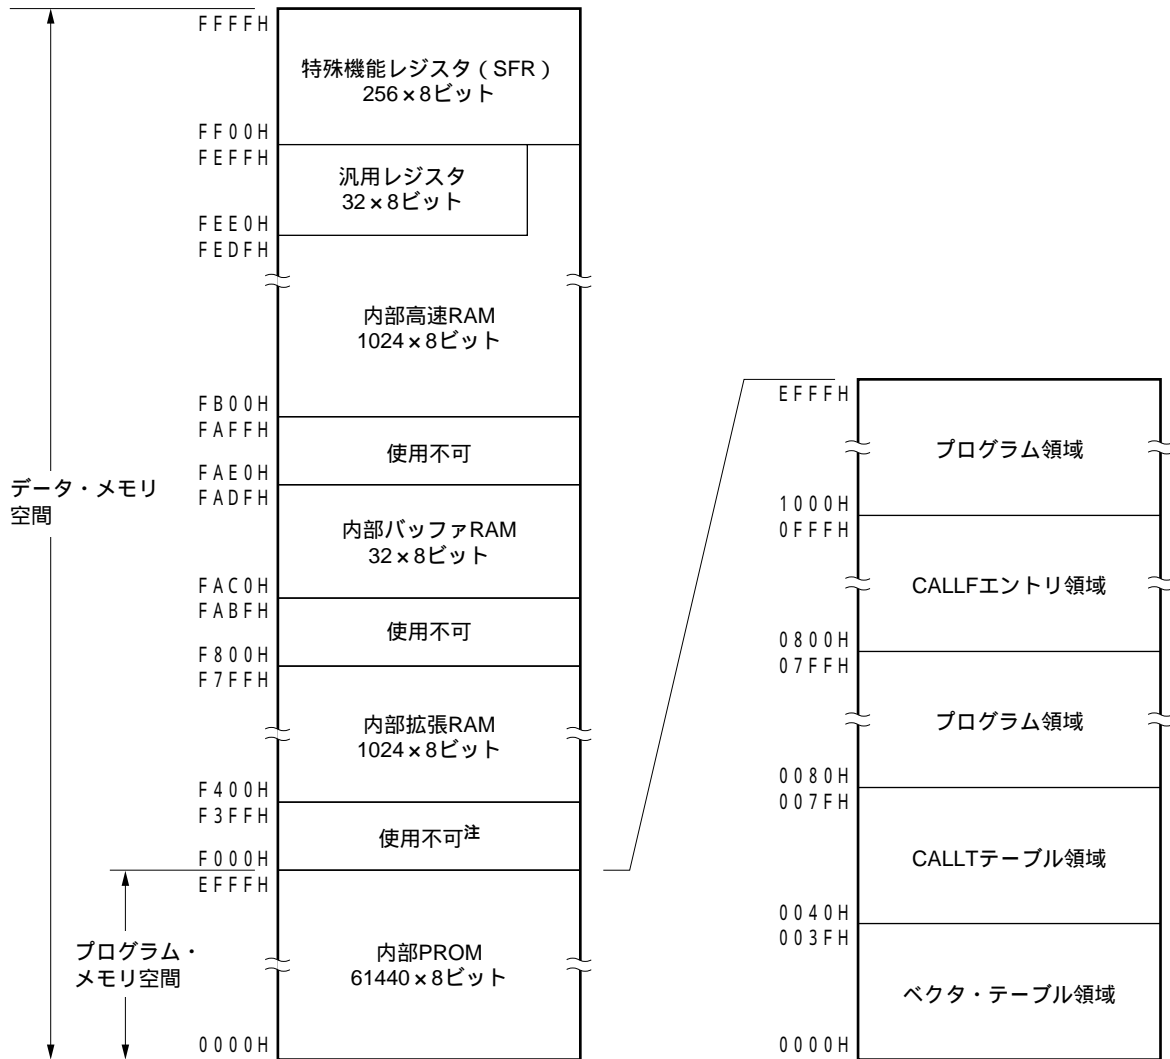 FFFFH
特殊機能レジスタ（SFR）
256×8ビット
FF00H
FEFFH
汎用レジスタ
32×8ビット
FEE0H
FEDFH
内部高速RAM
1024×8ビット
FB00H
FAFFH
使用不可
FAE0H
FADFH
内部バッファRAM
32×8ビット
FAC0H
FABFH
使用不可
F800H
F7FFH
内部拡張RAM
1024×8ビット
F400H
F3FFH
使用不可注
F000H
EFFFH
内部PROM
61440×8ビット
0000H
データ・メモリ
空間
プログラム・
メモリ空間
EFFFH
プログラム領域
1000H
0FFFH
CALLFエントリ領域
0800H
07FFH
プログラム領域
0080H
007FH
CALLTテーブル領域
0040H
003FH
ベクタ・テーブル領域
0000H